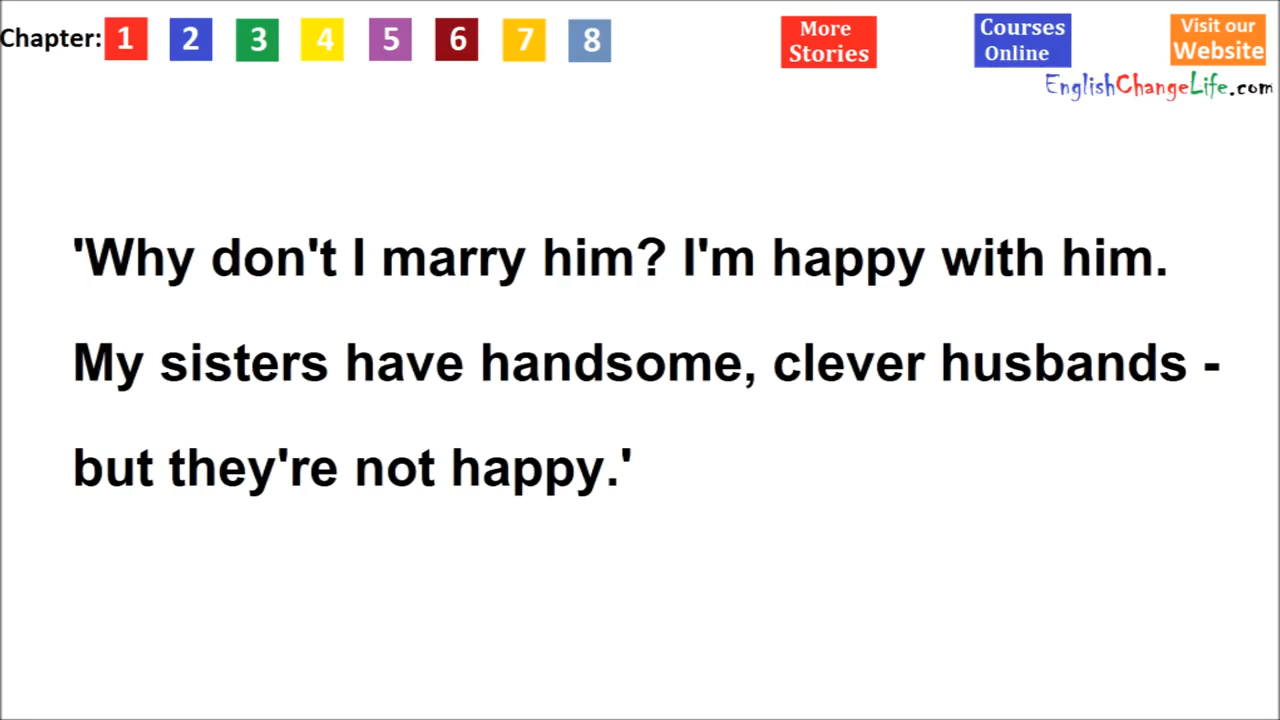 Chapter: 1 2 3 4 5 6 7 8
More
Stories
Courses
Online
Visit our
Website
EnglishChangeLife.com
'Why don't I marry him? I'm happy with him.
My sisters have handsome, clever husbands -
but they're not happy.'